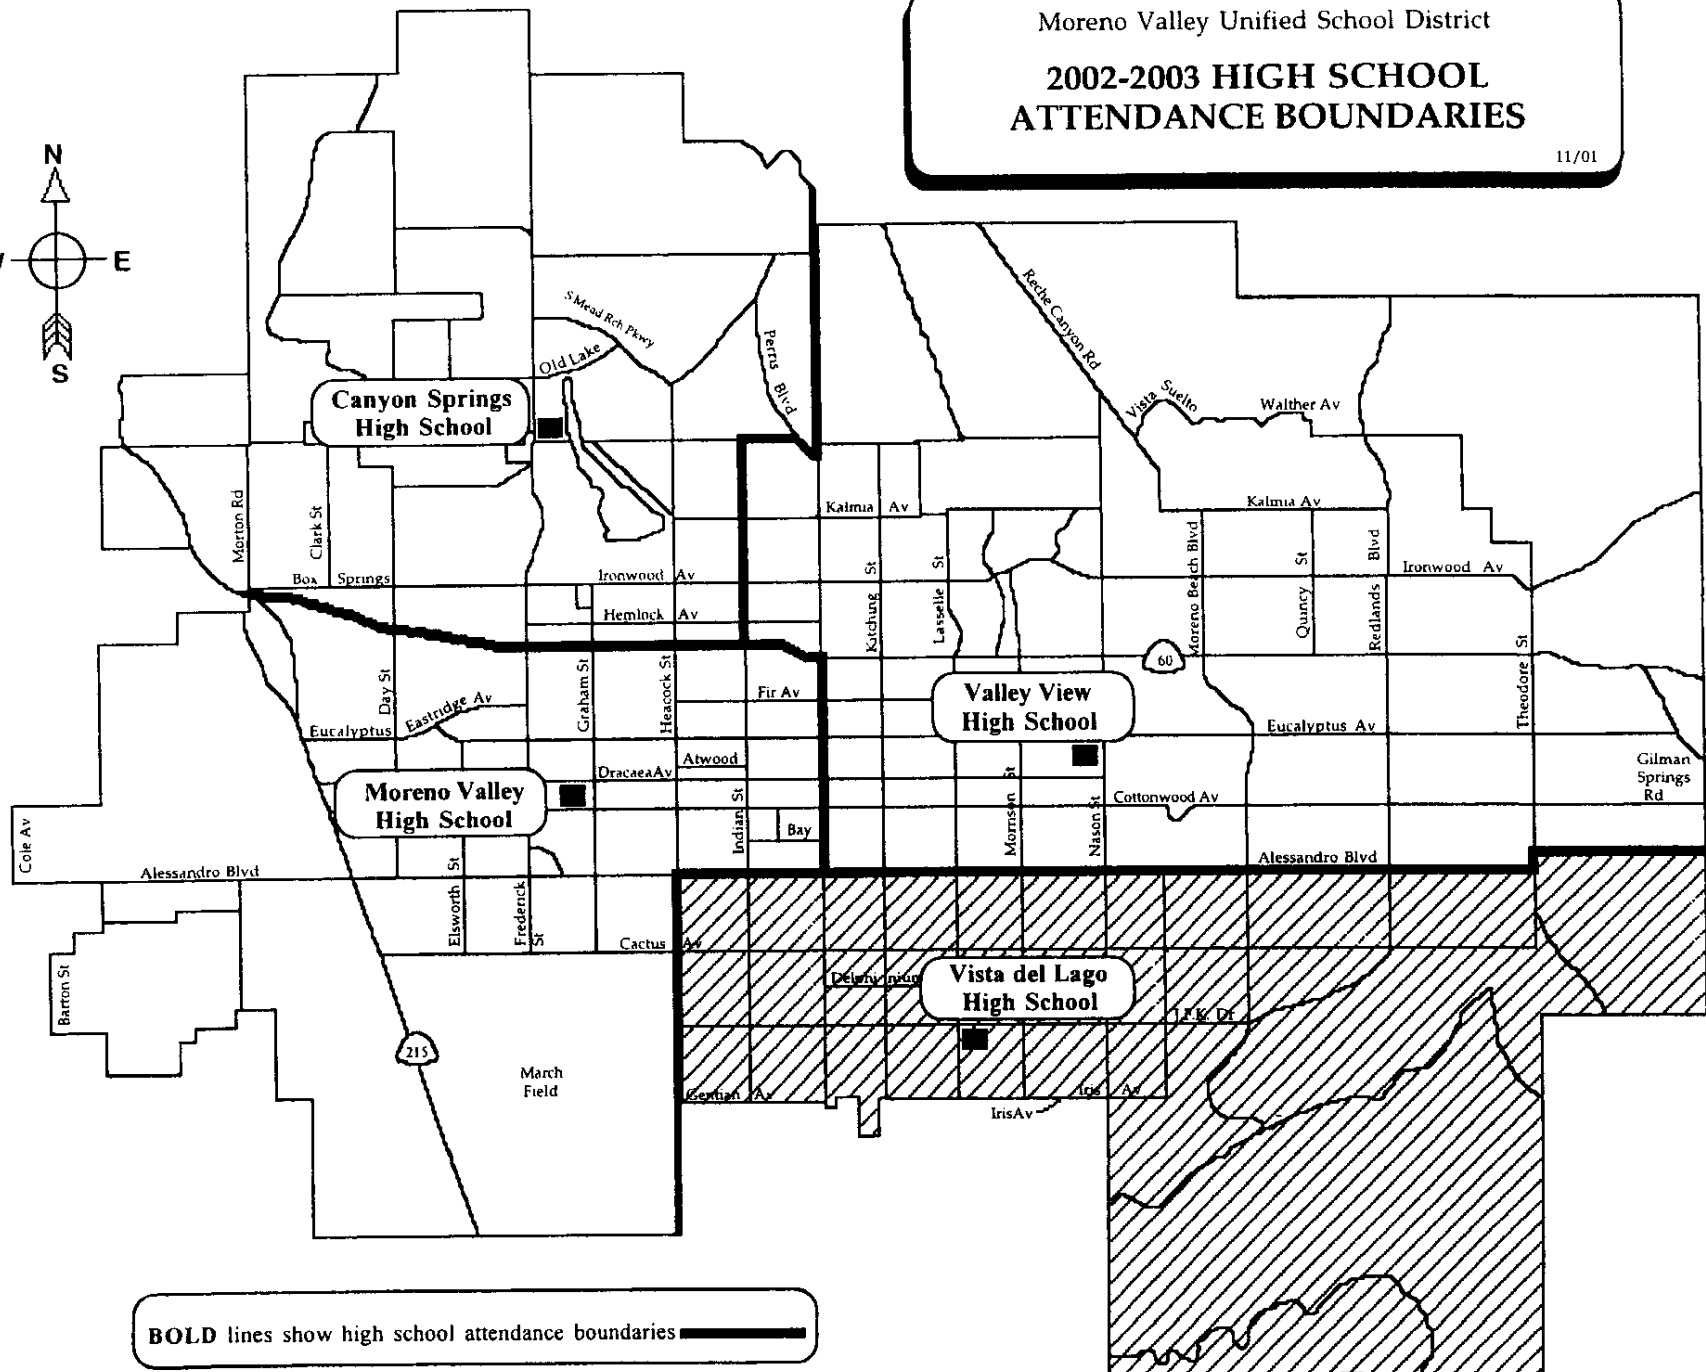 Moreno Valley Unified School District
2002-2003 HIGH SCHOOL
ATTENDANCE BOUNDARIES
11/01
N
E
S
S Mead Rch Pkwy
Old Lake
Perris Blvd
Reche Canyon Rd
Vista Suelto
Walther Av
Canyon Springs
High School
Morton Rd
Clark St
Kalmia Av
Kalmia Av
Box Springs
Ironwood Av
Ironwood Av
Hemlock Av
Kitching St
Lasselle St
Moreno Beach Blvd
Quincy St
Redlands Blvd
Theodore St
60
Day St
Eastridge Av
Graham St
Heacock St
Fir Av
Valley View
High School
Eucalyptus
Eucalyptus Av
Atwood
Dracaea Av
Gilman
Springs
Rd
Moreno Valley
High School
Indian St
Morrison St
Nason St
Cottonwood Av
Bay
Cole Av
Alessandro Blvd
Alessandro Blvd
Elsworth St
Frederick St
Cactus Av
Barton St
Delphinium
Vista del Lago
High School
J.F.K. Dr
215
March
Field
Gentian Av
Iris Av
Iris Av
BOLD lines show high school attendance boundaries